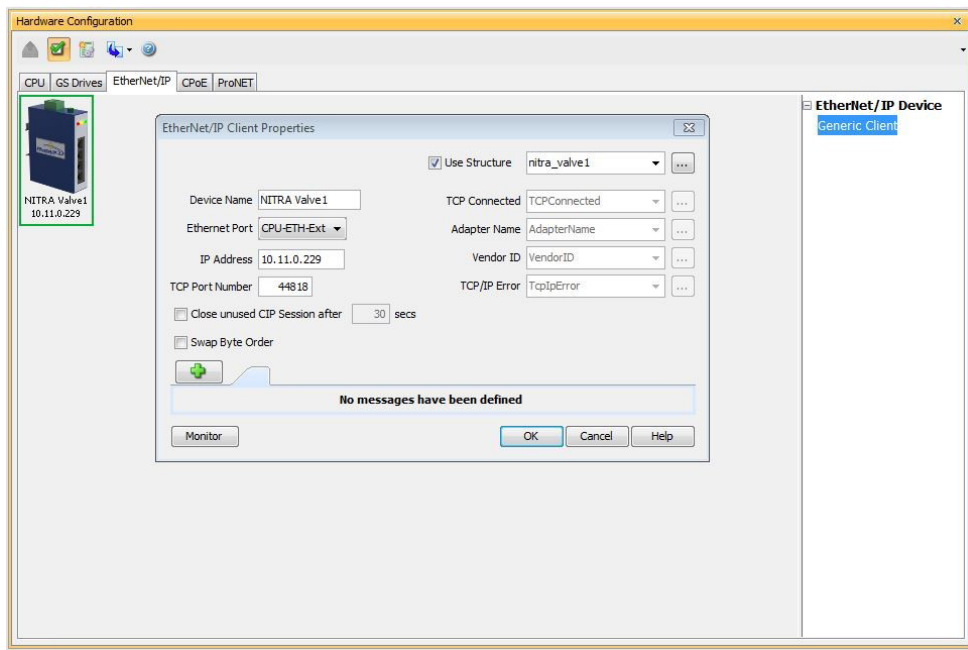 Hardware Configuration
CPU GS Drives EtherNet/IP CPoE ProNET
NITRA Valve1
10.11.0.229
EtherNet/IP Client Properties
Use Structure nitra_valve1 ...
Device Name NITRA Valve1 TCP Connected TCPConnected ...
Ethernet Port CPU-ETH-Ext Adapter Name AdapterName ...
IP Address 10.11.0.229 Vendor ID VendorID ...
TCP Port Number 44818 TCP/IP Error TcpIpError ...
Close unused CIP Session after 30 secs
Swap Byte Order
No messages have been defined
Monitor OK Cancel Help
EtherNet/IP Device
Generic Client